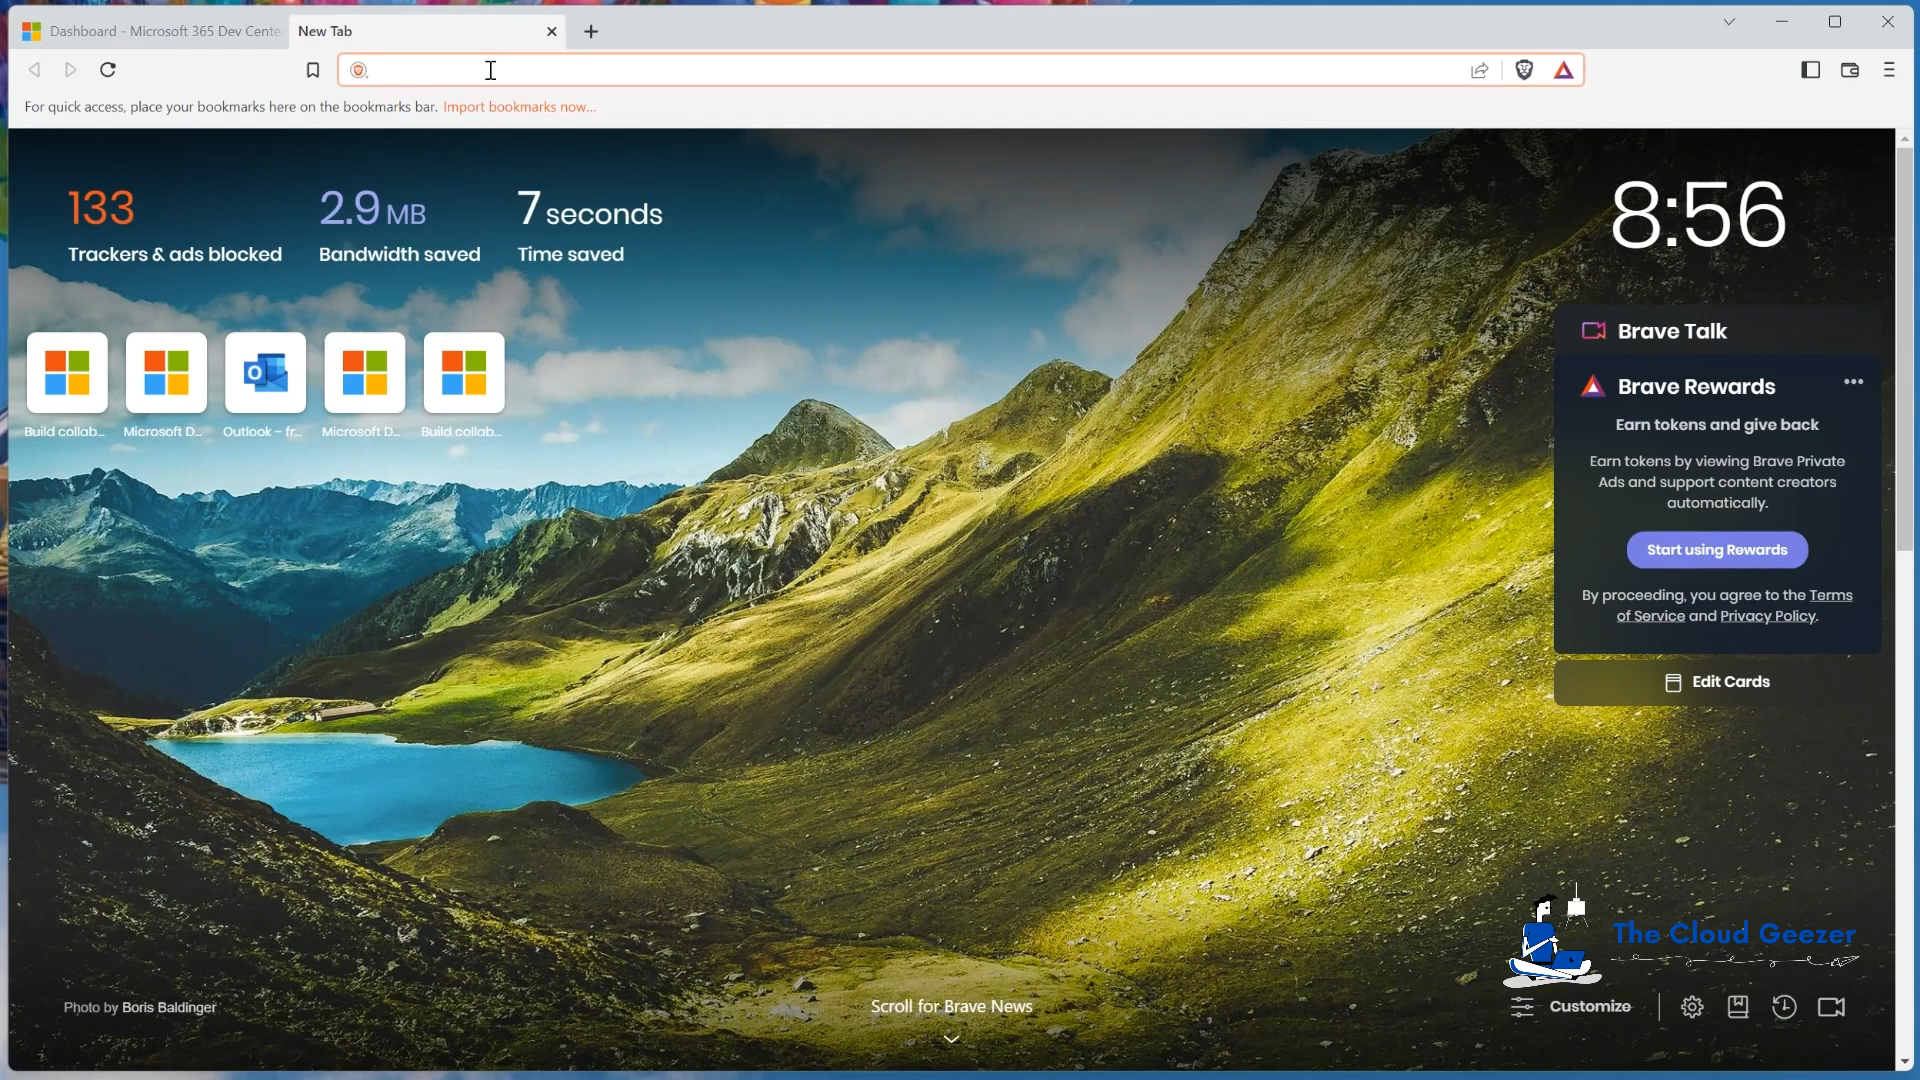 Dashboard - Microsoft 365 Dev Cente
New Tab
For quick access, place your bookmarks here on the bookmarks bar. Import bookmarks now...
133
Trackers & ads blocked
2.9 MB
Bandwidth saved
7 seconds
Time saved
8:56
Build collab...
Microsoft D...
Outlook – fr...
Microsoft D...
Build collab...
Brave Talk
Brave Rewards
Earn tokens and give back
Earn tokens by viewing Brave Private
Ads and support content creators
automatically.
Start using Rewards
By proceeding, you agree to the Terms
of Service and Privacy Policy.
Edit Cards
The Cloud Geezer
Photo by Boris Baldinger
Scroll for Brave News
Customize